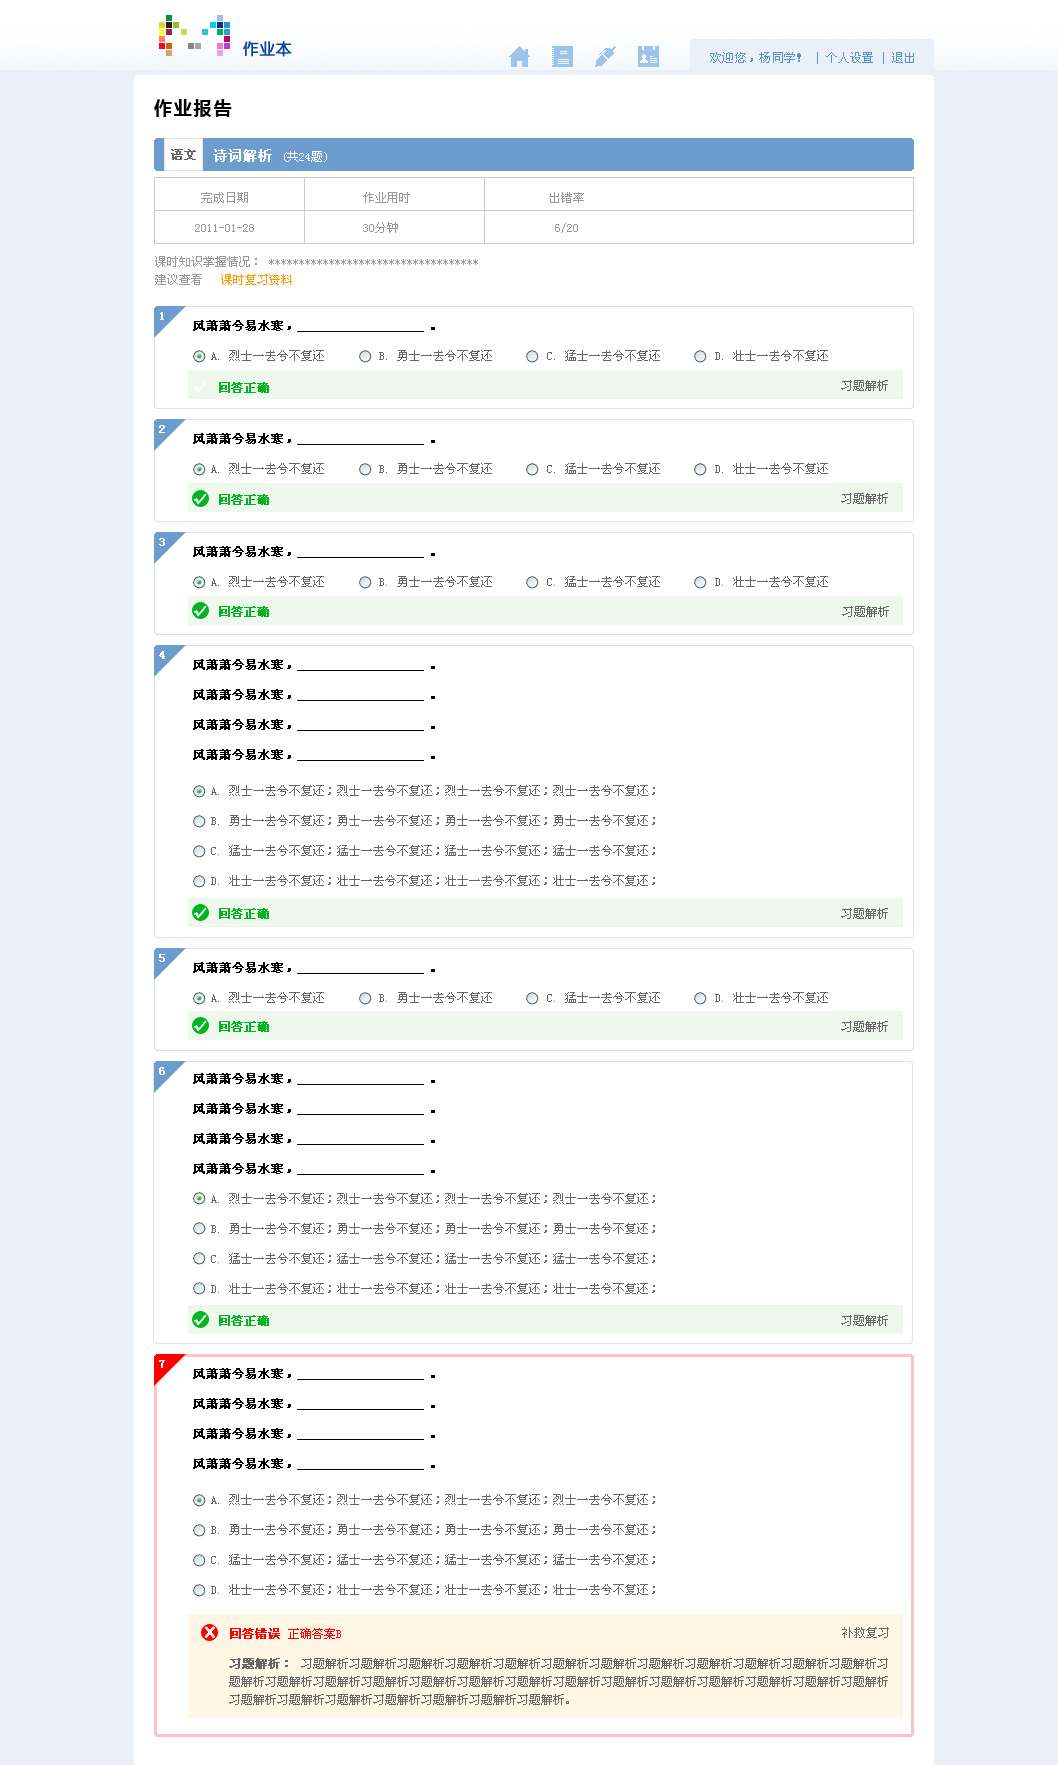 作业本
欢迎您，杨同学！ | 个人设置 | 退出
作业报告
语文 诗词解析 (共24题)
完成日期 作业用时 出错率
2011-01-28 30分钟 6/20
课时知识掌握情况： ***********************************
建议查看 课时复习资料
1
风萧萧今易水寒，____________________ 。
A. 烈士一去兮不复还 B. 勇士一去兮不复还 C. 猛士一去兮不复还 D. 壮士一去兮不复还
回答正确 习题解析
2
风萧萧今易水寒，____________________ 。
A. 烈士一去兮不复还 B. 勇士一去兮不复还 C. 猛士一去兮不复还 D. 壮士一去兮不复还
回答正确 习题解析
3
风萧萧今易水寒，____________________ 。
A. 烈士一去兮不复还 B. 勇士一去兮不复还 C. 猛士一去兮不复还 D. 壮士一去兮不复还
回答正确 习题解析
4
风萧萧今易水寒，____________________ 。
风萧萧今易水寒，____________________ 。
风萧萧今易水寒，____________________ 。
风萧萧今易水寒，____________________ 。
A. 烈士一去兮不复还；烈士一去兮不复还；烈士一去兮不复还；烈士一去兮不复还；
B. 勇士一去兮不复还；勇士一去兮不复还；勇士一去兮不复还；勇士一去兮不复还；
C. 猛士一去兮不复还；猛士一去兮不复还；猛士一去兮不复还；猛士一去兮不复还；
D. 壮士一去兮不复还；壮士一去兮不复还；壮士一去兮不复还；壮士一去兮不复还；
回答正确 习题解析
5
风萧萧今易水寒，____________________ 。
A. 烈士一去兮不复还 B. 勇士一去兮不复还 C. 猛士一去兮不复还 D. 壮士一去兮不复还
回答正确 习题解析
6
风萧萧今易水寒，____________________ 。
风萧萧今易水寒，____________________ 。
风萧萧今易水寒，____________________ 。
风萧萧今易水寒，____________________ 。
A. 烈士一去兮不复还；烈士一去兮不复还；烈士一去兮不复还；烈士一去兮不复还；
B. 勇士一去兮不复还；勇士一去兮不复还；勇士一去兮不复还；勇士一去兮不复还；
C. 猛士一去兮不复还；猛士一去兮不复还；猛士一去兮不复还；猛士一去兮不复还；
D. 壮士一去兮不复还；壮士一去兮不复还；壮士一去兮不复还；壮士一去兮不复还；
回答正确 习题解析
7
风萧萧今易水寒，____________________ 。
风萧萧今易水寒，____________________ 。
风萧萧今易水寒，____________________ 。
风萧萧今易水寒，____________________ 。
A. 烈士一去兮不复还；烈士一去兮不复还；烈士一去兮不复还；烈士一去兮不复还；
B. 勇士一去兮不复还；勇士一去兮不复还；勇士一去兮不复还；勇士一去兮不复还；
C. 猛士一去兮不复还；猛士一去兮不复还；猛士一去兮不复还；猛士一去兮不复还；
D. 壮士一去兮不复还；壮士一去兮不复还；壮士一去兮不复还；壮士一去兮不复还；
回答错误 正确答案B 补救复习
习题解析： 习题解析习题解析习题解析习题解析习题解析习题解析习题解析习题解析习题解析习题解析习题解析习题解析习
题解析习题解析习题解析习题解析习题解析习题解析习题解析习题解析习题解析习题解析习题解析习题解析习题解析习题解析
习题解析习题解析习题解析习题解析习题解析习题解析习题解析。